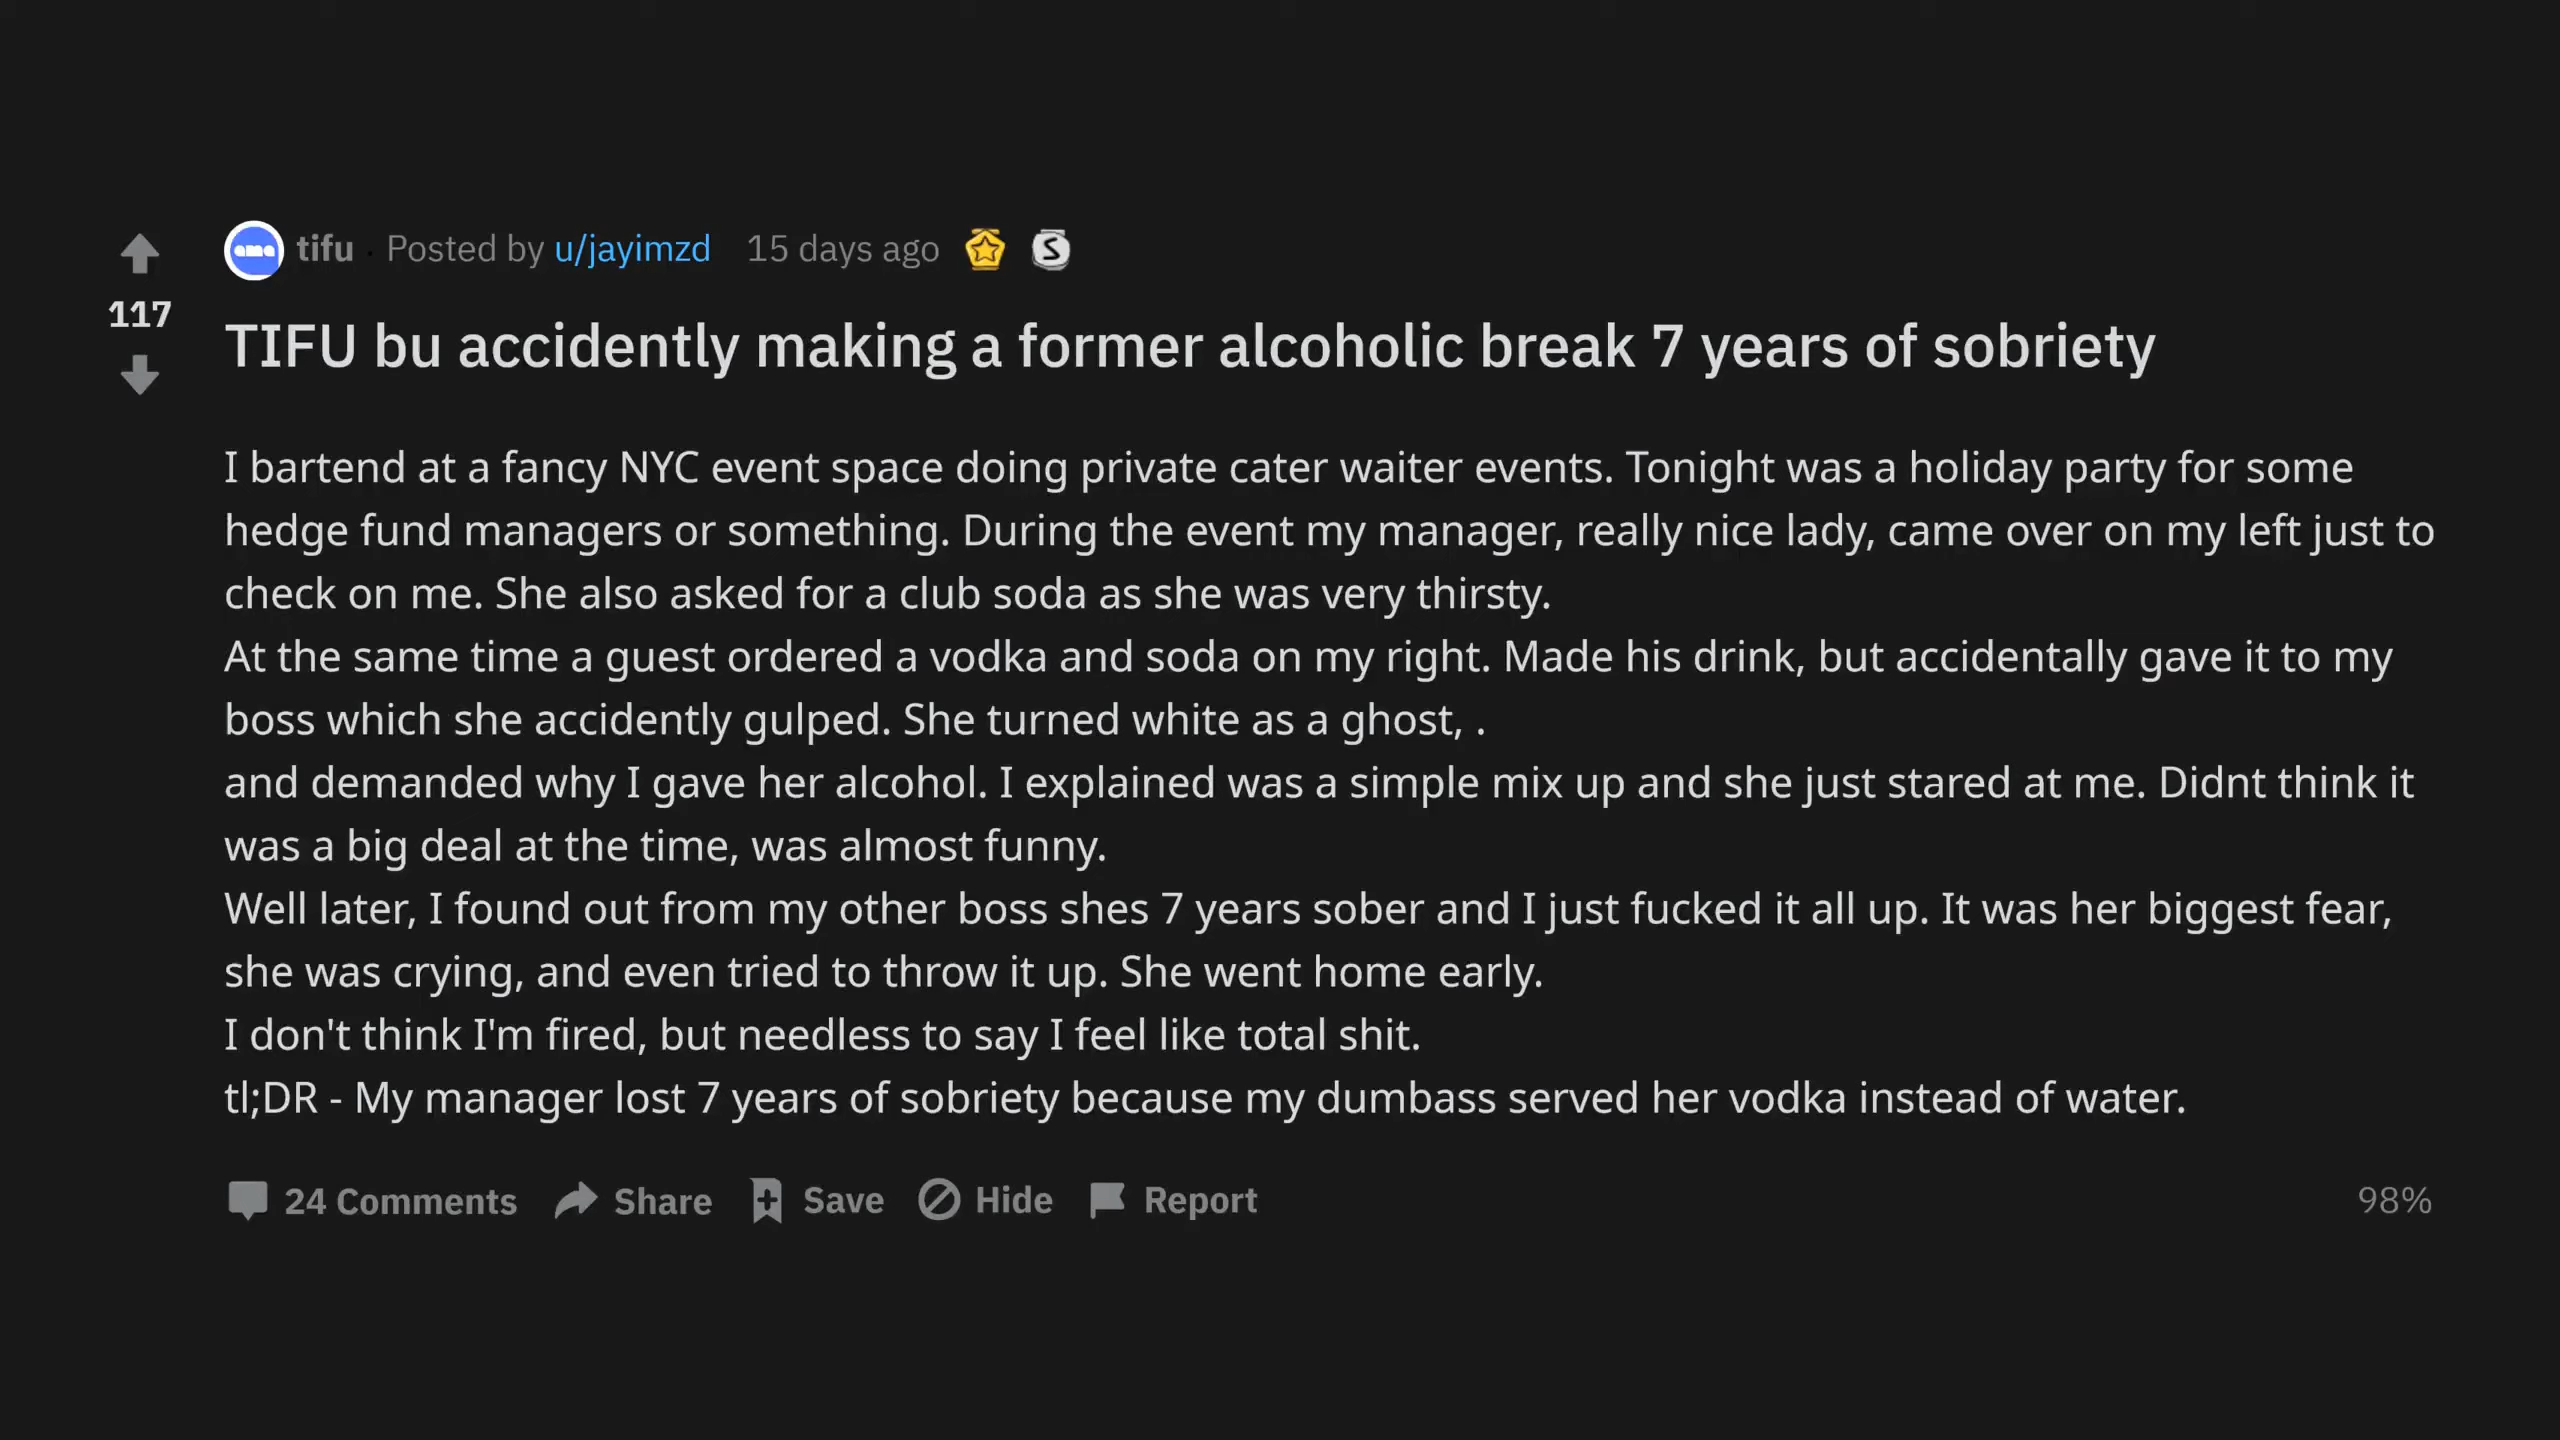 ama tifu · Posted by u/jayimzd 15 days ago S
117
TIFU bu accidently making a former alcoholic break 7 years of sobriety
I bartend at a fancy NYC event space doing private cater waiter events. Tonight was a holiday party for some
hedge fund managers or something. During the event my manager, really nice lady, came over on my left just to
check on me. She also asked for a club soda as she was very thirsty.
At the same time a guest ordered a vodka and soda on my right. Made his drink, but accidentally gave it to my
boss which she accidently gulped. She turned white as a ghost, .
and demanded why I gave her alcohol. I explained was a simple mix up and she just stared at me. Didnt think it
was a big deal at the time, was almost funny.
Well later, I found out from my other boss shes 7 years sober and I just fucked it all up. It was her biggest fear,
she was crying, and even tried to throw it up. She went home early.
I don't think I'm fired, but needless to say I feel like total shit.
tl;DR - My manager lost 7 years of sobriety because my dumbass served her vodka instead of water.
24 Comments Share Save Hide Report 98%